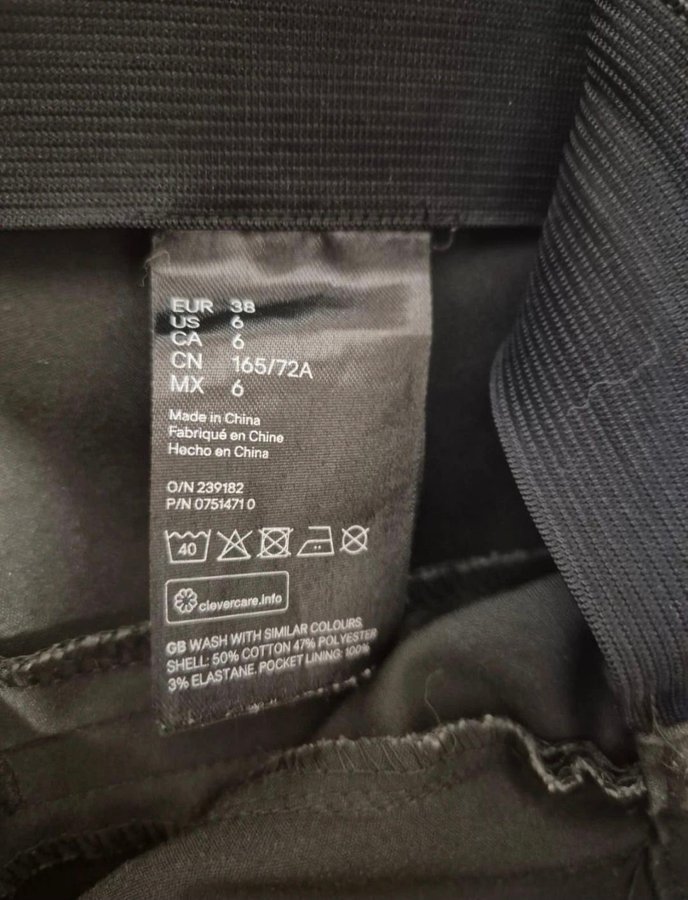 EUR 38
US 6
CA 6
CN 165/72A
MX 6
Made in China
Fabriqué en Chine
Hecho en China
O/N 239182
P/N 0751471 0
40
clevercare.info
GB WASH WITH SIMILAR COLOURS
SHELL: 50% COTTON 47% POLYESTER
3% ELASTANE. POCKET LINING: 100%